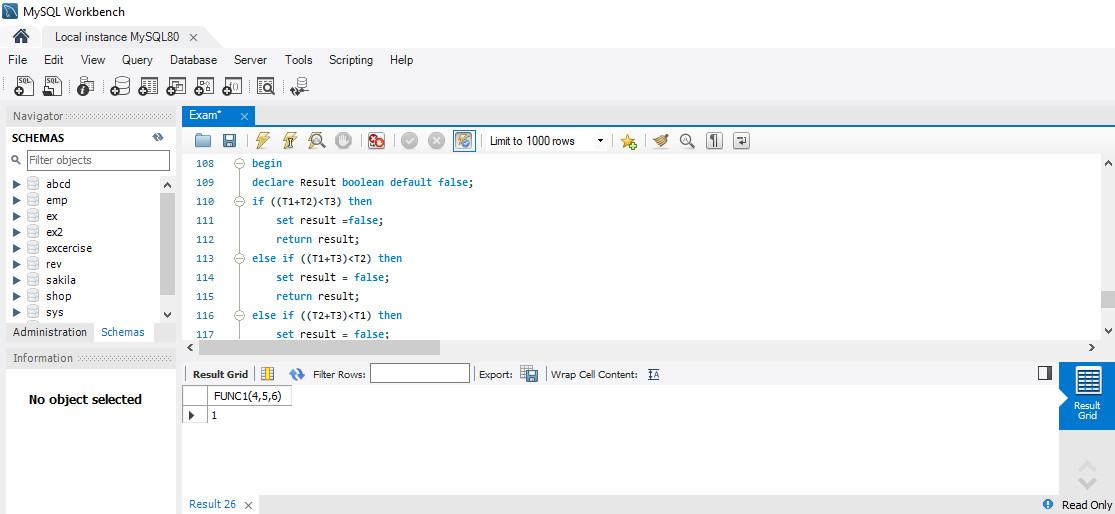 MySQL Workbench
Local instance MySQL80
File Edit View Query Database Server Tools Scripting Help
Navigator
SCHEMAS
Filter objects
abcd
emp
ex
ex2
excercise
rev
sakila
shop
sys
Administration Schemas
Information
No object selected
Exam*
Limit to 1000 rows
108 begin
109 declare Result boolean default false;
110 if ((T1+T2)<T3) then
111 set result =false;
112 return result;
113 else if ((T1+T3)<T2) then
114 set result = false;
115 return result;
116 else if ((T2+T3)<T1) then
117 set result = false;
Result Grid Filter Rows: Export: Wrap Cell Content:
FUNC1(4,5,6)
1
Result
Grid
Result 26
Read Only